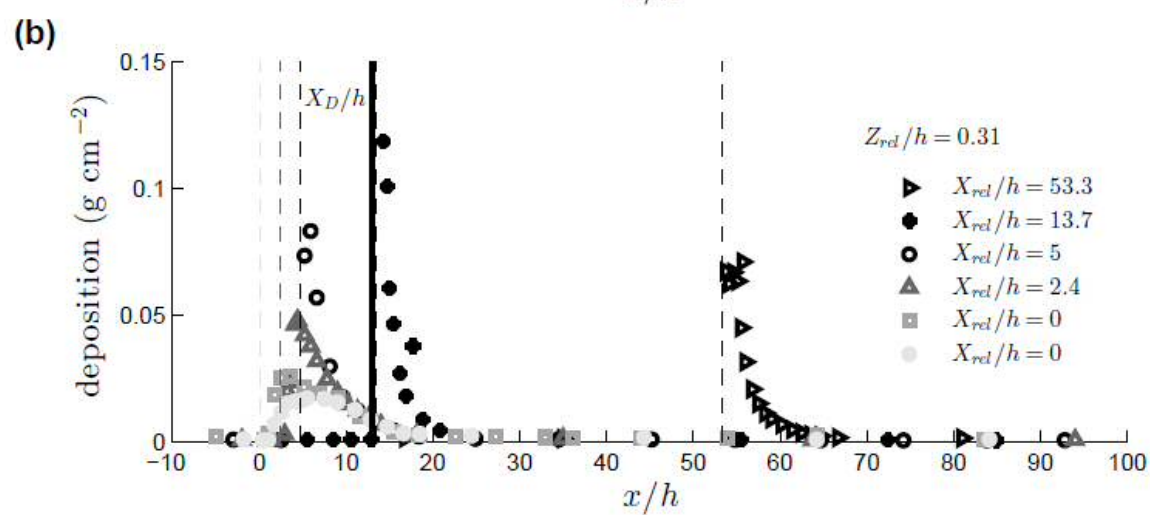 (b)
0.15
0.1
0.05
0
deposition (g cm⁻²)
X_D/h
Z_rel/h = 0.31
X_rel/h = 53.3
X_rel/h = 13.7
X_rel/h = 5
X_rel/h = 2.4
X_rel/h = 0
X_rel/h = 0
−10 0 10 20 30 40 50 60 70 80 90 100
x/h